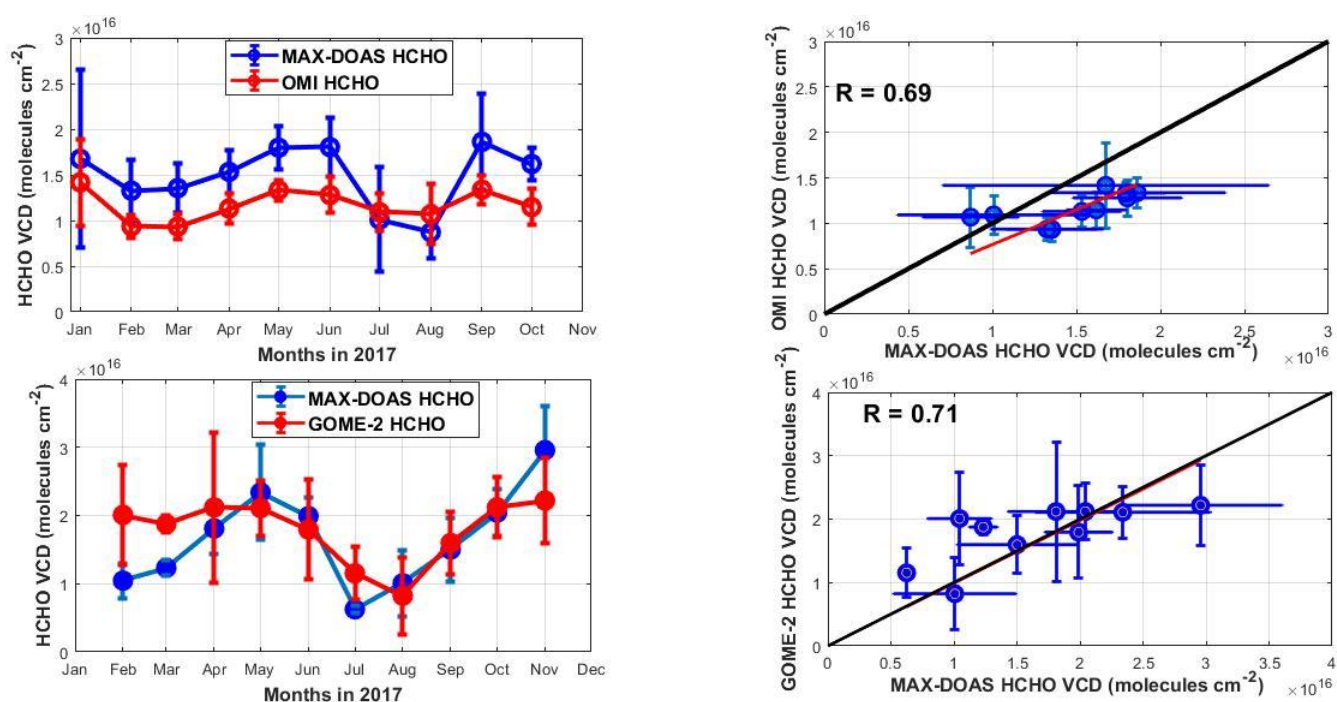 ×10^16
3
2.5
2
1.5
1
0.5
0
HCHO VCD (molecules cm^-2)
MAX-DOAS HCHO
OMI HCHO
Jan Feb Mar Apr May Jun Jul Aug Sep Oct Nov
Months in 2017
×10^16
3
2.5
2
1.5
1
0.5
0
OMI HCHO VCD (molecules cm^-2)
R = 0.69
0 0.5 1 1.5 2 2.5 3
MAX-DOAS HCHO VCD (molecules cm^-2)
×10^16
×10^16
4
3
2
1
0
HCHO VCD (molecules cm^-2)
MAX-DOAS HCHO
GOME-2 HCHO
Jan Feb Mar Apr May Jun Jul Aug Sep Oct Nov Dec
Months in 2017
×10^16
4
3
2
1
0
GOME-2 HCHO VCD (molecules cm^-2)
R = 0.71
0 0.5 1 1.5 2 2.5 3 3.5 4
MAX-DOAS HCHO VCD (molecules cm^-2)
×10^16